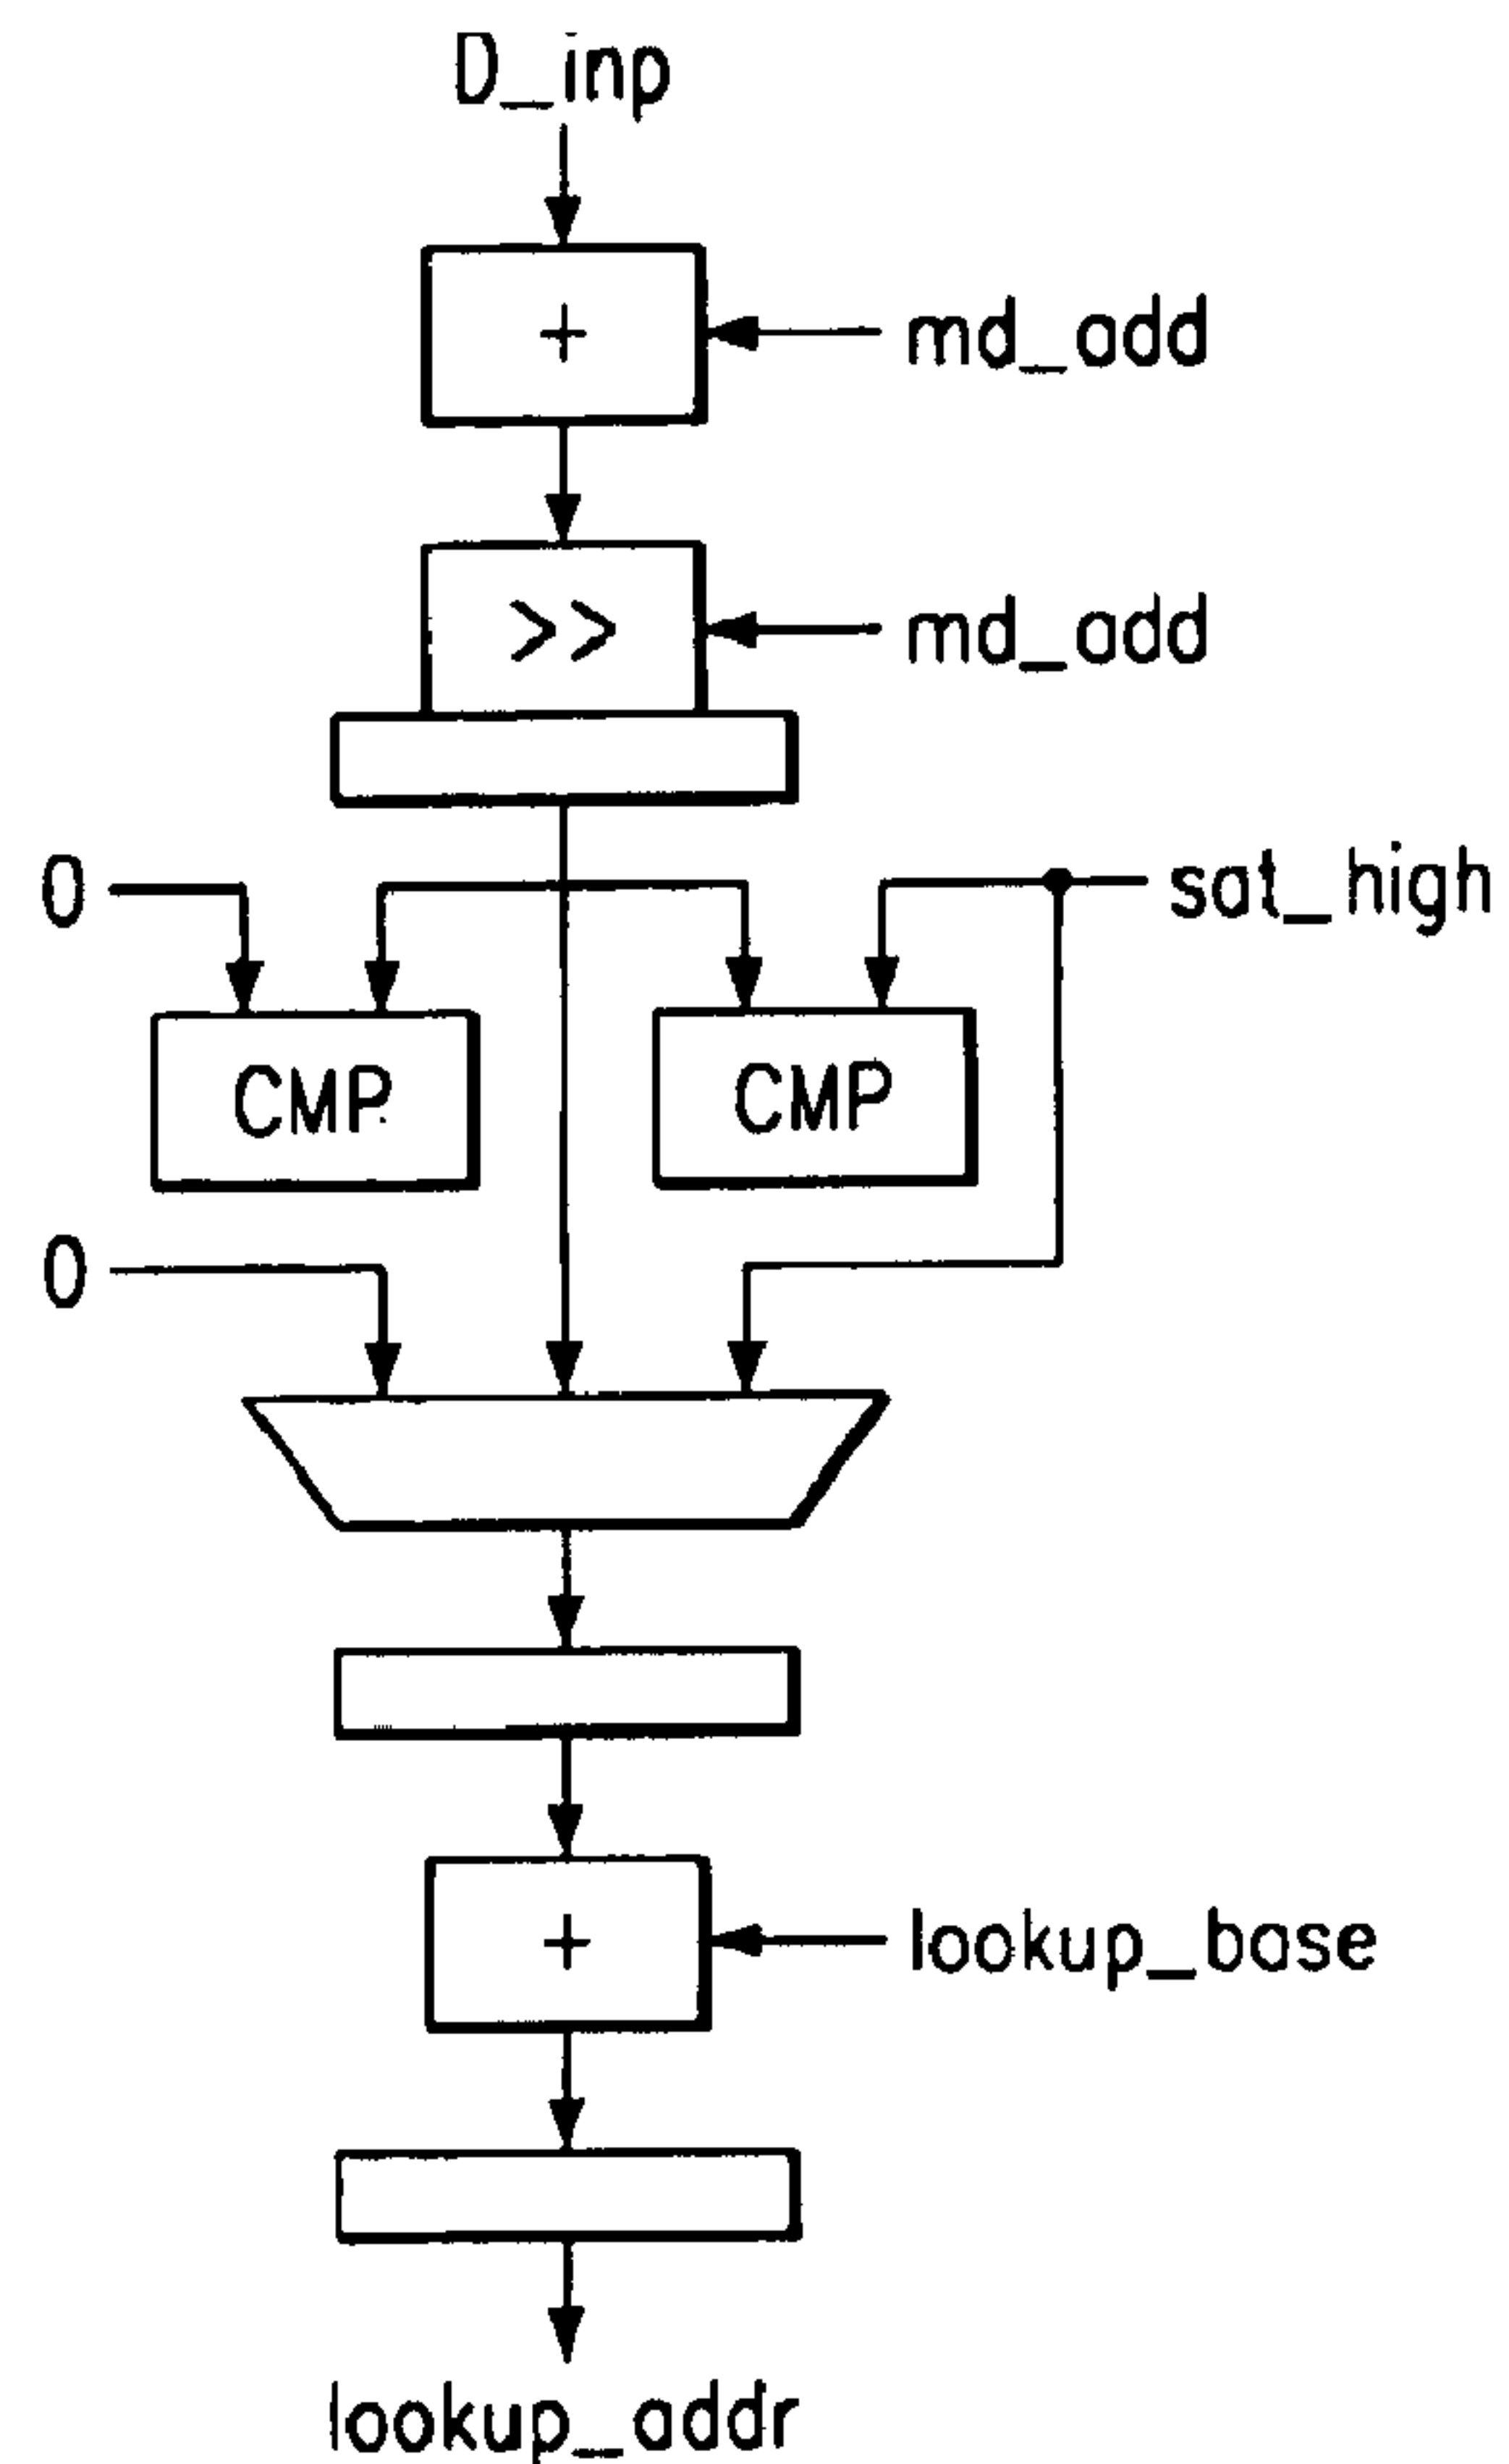 D_inp
+
md_add
>>
md_add
0
sat_high
CMP
CMP
0
+
lookup_base
lookup_addr